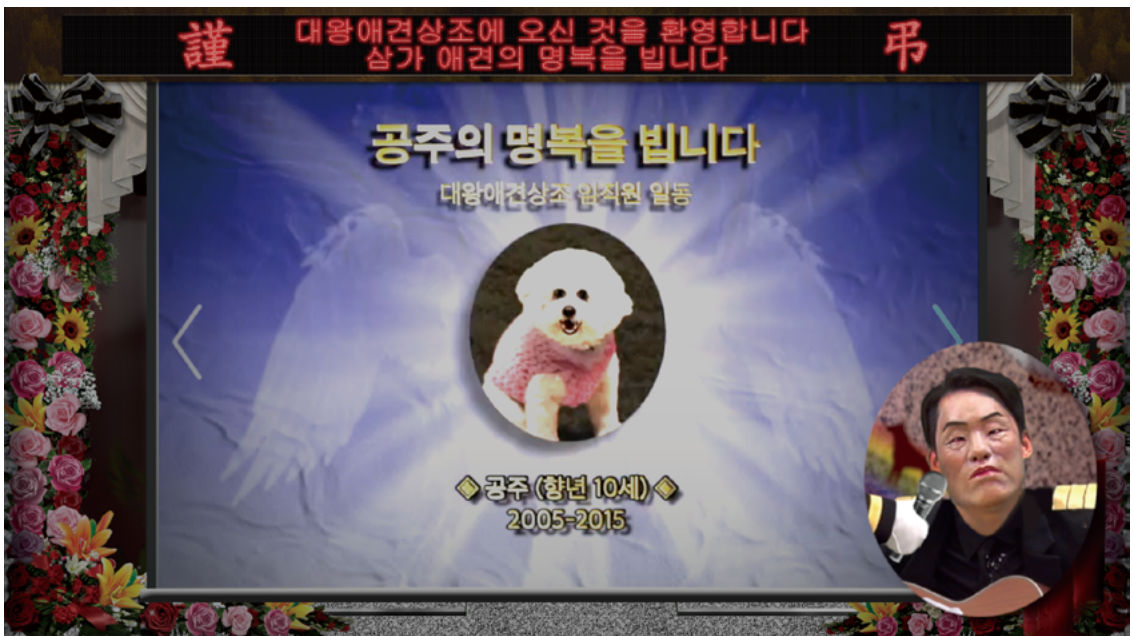 謹 대왕애견상조에 오신 것을 환영합니다 弔
삼가 애견의 명복을 빕니다
공주의 명복을 빕니다
대왕애견상조 임직원 일동
공주 (향년 10세)
2005-2015